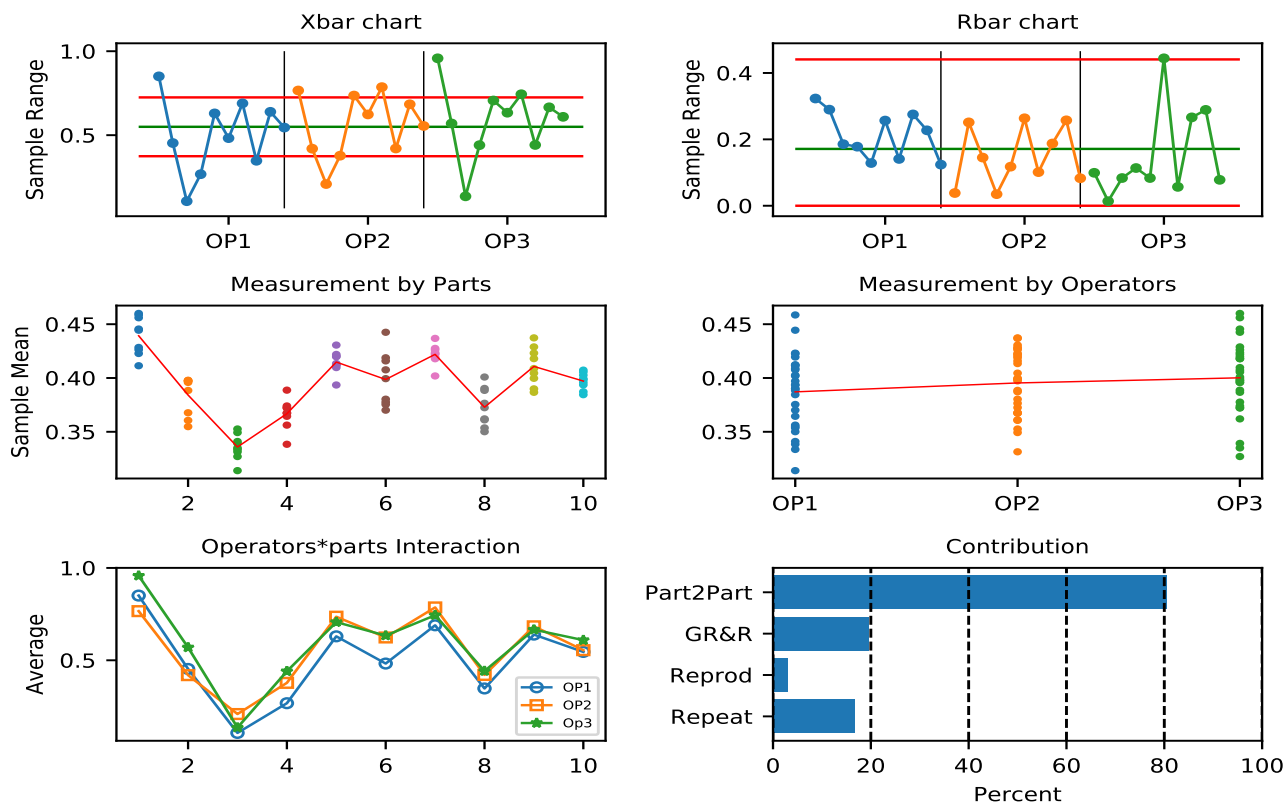 Xbar chart
Sample Range
1.0
0.5
OP1 OP2 OP3
Rbar chart
Sample Range
0.4
0.2
0.0
OP1 OP2 OP3
Measurement by Parts
Sample Mean
0.45
0.40
0.35
2 4 6 8 10
Measurement by Operators
0.45
0.40
0.35
OP1 OP2 OP3
Operators*parts Interaction
Average
1.0
0.5
OP1
OP2
Op3
2 4 6 8 10
Contribution
Part2Part
GR&R
Reprod
Repeat
0 20 40 60 80 100
Percent